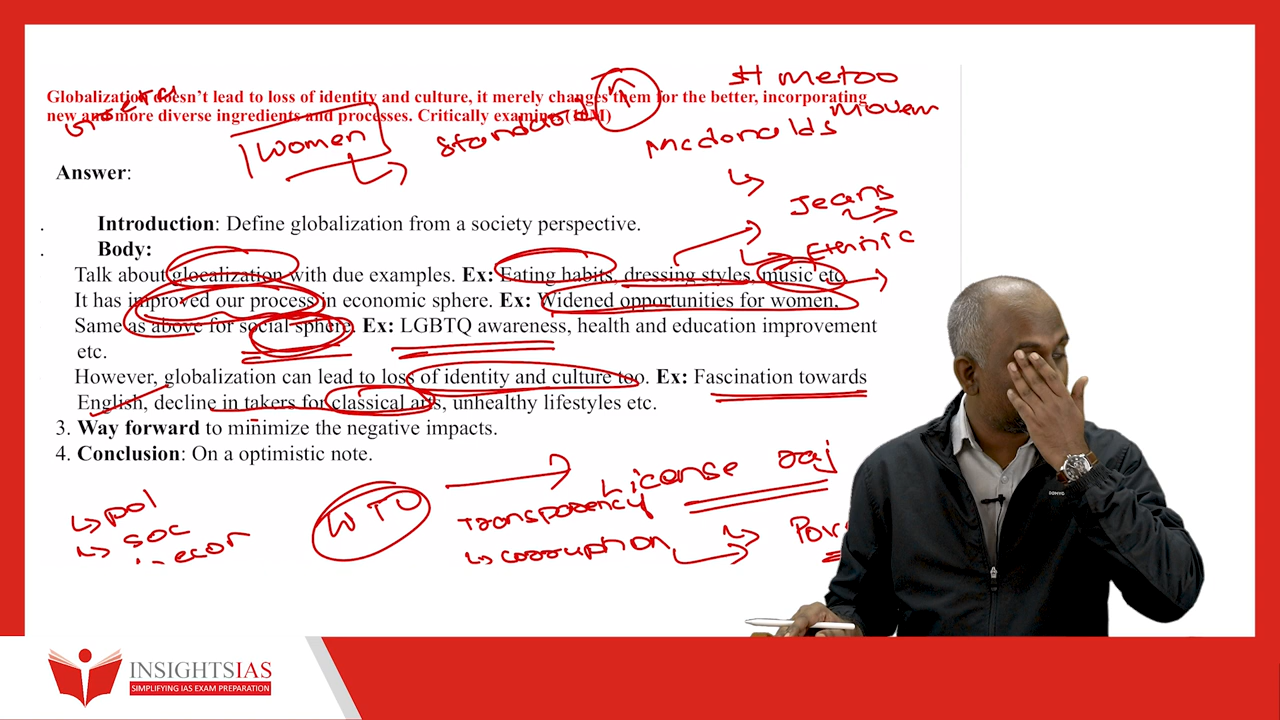 # metoo
Movem
Globalization doesn't lead to loss of identity and culture, it merely changes them for the better, incorporating
new and more diverse ingredients and processes. Critically examine (10M)
Women
Standard
Mcdonalds
Answer:
Jeans
Introduction: Define globalization from a society perspective.
Ethnic
Body:
Talk about glocalization with due examples. Ex: Eating habits, dressing styles, music etc.
It has improved our process in economic sphere. Ex: Widened opportunities for women.
Same as above for social sphere. Ex: LGBTQ awareness, health and education improvement
etc.
However, globalization can lead to loss of identity and culture too. Ex: Fascination towards
English, decline in takers for classical arts, unhealthy lifestyles etc.
3. Way forward to minimize the negative impacts.
4. Conclusion: On a optimistic note.
License raj
pol
WTO
Transparency
soc
corruption
INSIGHTSIAS
SIMPLIFYING IAS EXAM PREPARATION